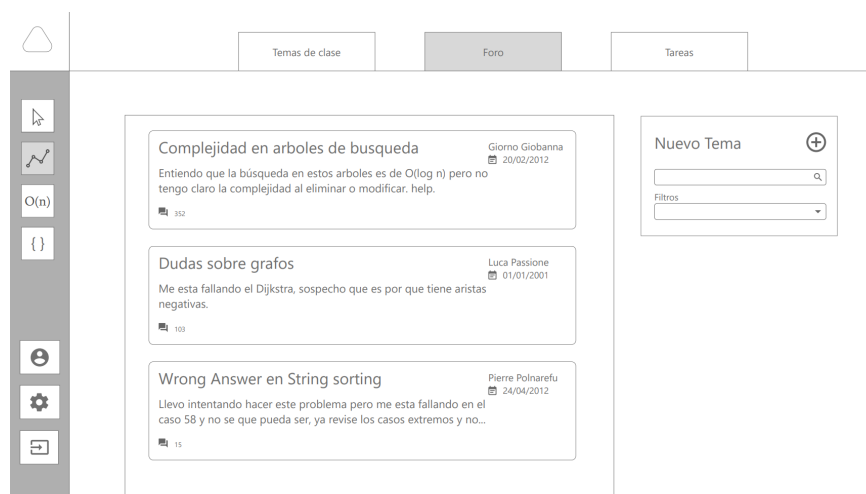 Temas de clase
Foro
Tareas
O(n)
{ }
Complejidad en arboles de busqueda
Giorno Giobanna
20/02/2012
Entiendo que la búsqueda en estos arboles es de O(log n) pero no
tengo claro la complejidad al eliminar o modificar. help.
352
Dudas sobre grafos
Luca Passione
01/01/2001
Me esta fallando el Dijkstra, sospecho que es por que tiene aristas
negativas.
103
Wrong Answer en String sorting
Pierre Polnarefu
24/04/2012
Llevo intentando hacer este problema pero me esta fallando en el
caso 58 y no se que pueda ser, ya revise los casos extremos y no...
15
Nuevo Tema
Filtros